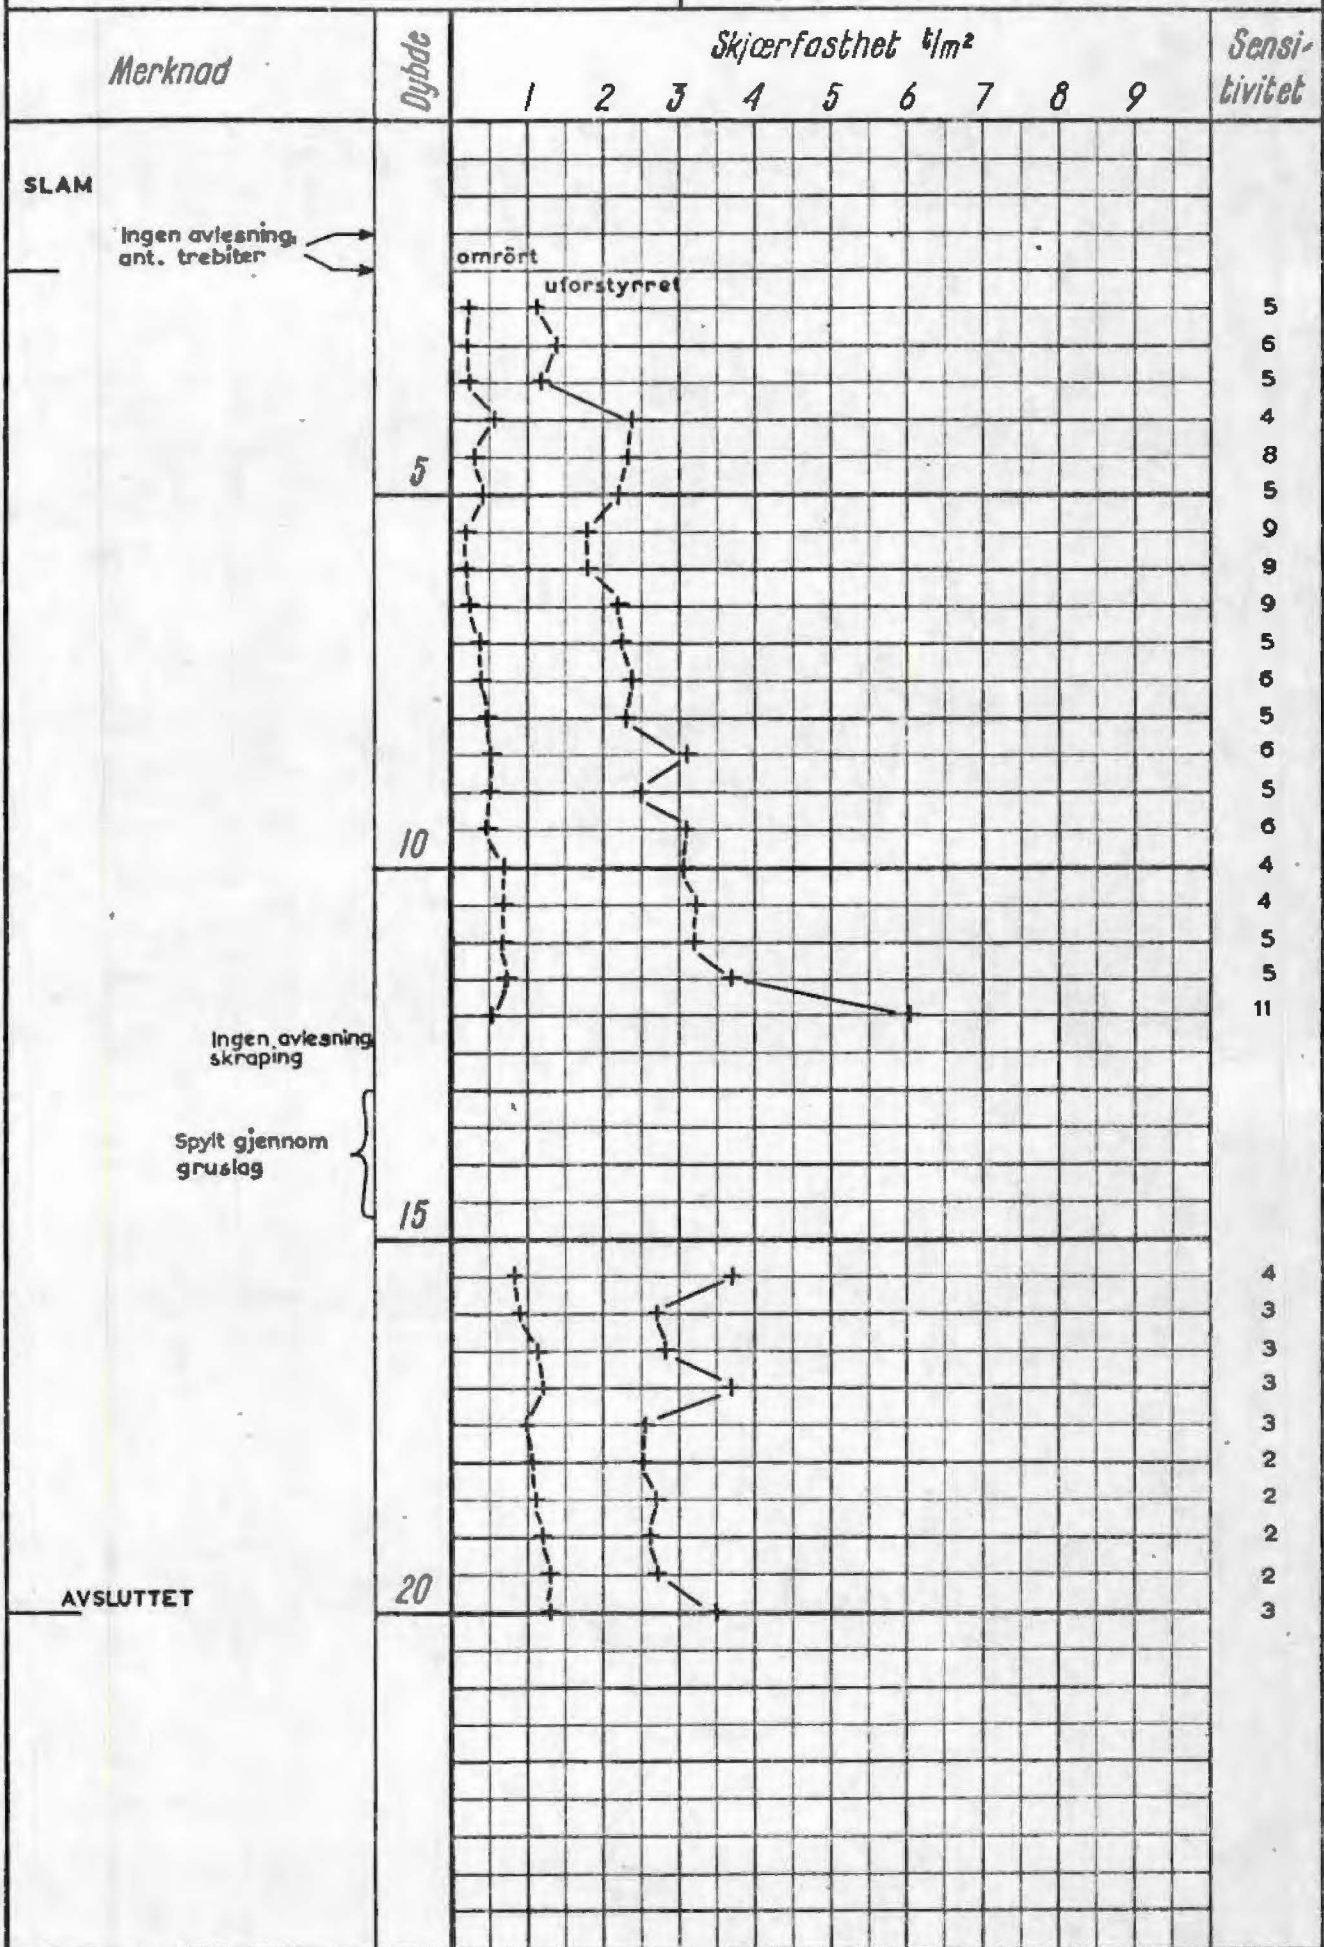 Merknad
Dybde
Skjærfasthet t/m²
Sensi-
tivitet
1 2 3 4 5 6 7 8 9
SLAM
Ingen avlesning,
ant. trebiter
omrört
uforstyrret
5
6
5
4
8
5
5
9
9
9
5
6
5
6
5
6
10
4
4
5
5
11
Ingen avlesning
skraping
Spylt gjennom
gruslag
15
4
3
3
3
3
2
2
2
2
AVSLUTTET
20
3